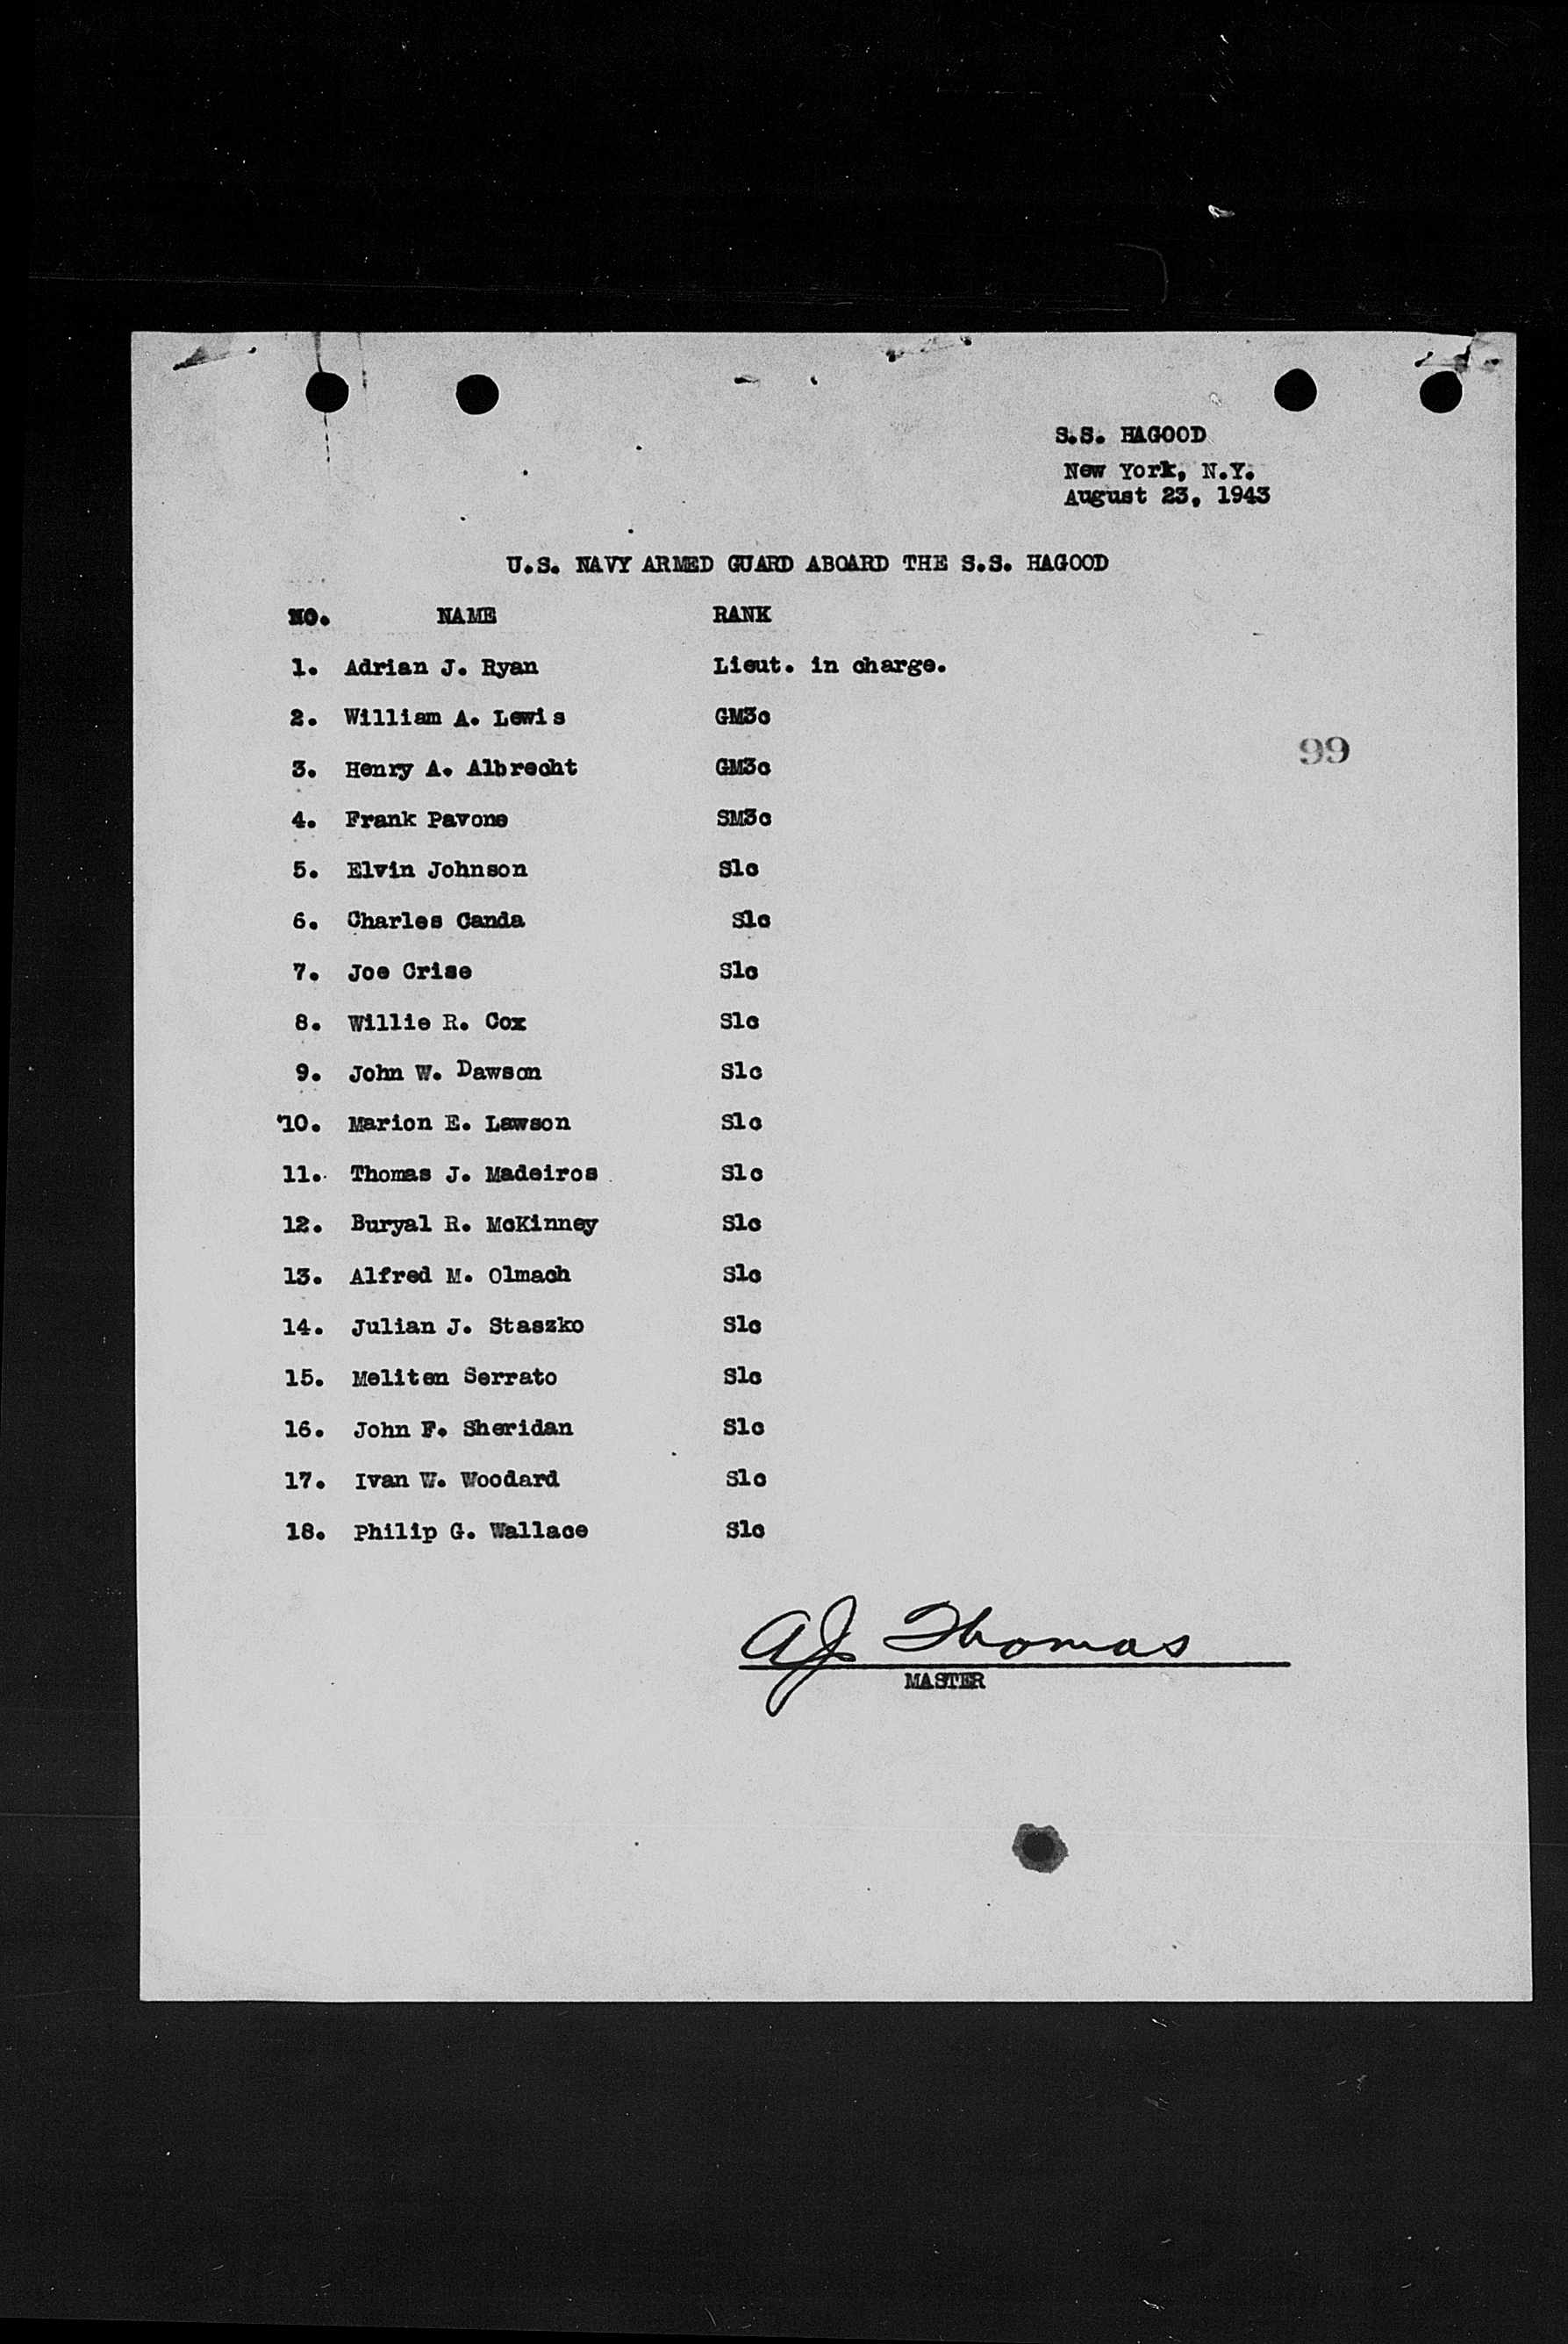 S.S. HAGOOD
New York, N.Y.
August 23, 1943
U.S. NAVY ARMED GUARD ABOARD THE S.S. HAGOOD
NO. NAME RANK
1. Adrian J. Ryan Lieut. in charge.
2. William A. Lewis GM3c
99
3. Henry A. Albrecht GM3c
4. Frank Pavone SM3c
5. Elvin Johnson S1c
6. Charles Canda S1c
7. Joe Crise S1c
8. Willie R. Cox S1c
9. John W. Dawson S1c
10. Marion E. Lawson S1c
11. Thomas J. Madeiros S1c
12. Buryal R. McKinney S1c
13. Alfred M. Olmach S1c
14. Julian J. Staszko S1c
15. Meliten Serrato S1c
16. John F. Sheridan S1c
17. Ivan W. Woodard S1c
18. Philip G. Wallace S1c
AJ Thomas
MASTER